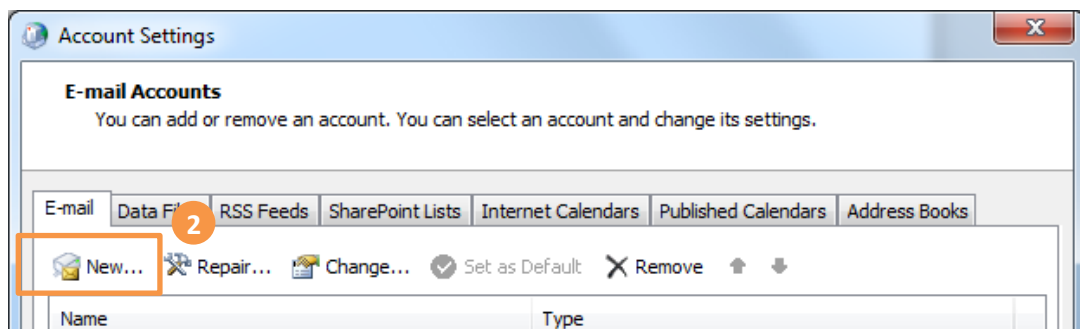 Account Settings
E-mail Accounts
You can add or remove an account. You can select an account and change its settings.
E-mail Data Fi RSS Feeds SharePoint Lists Internet Calendars Published Calendars Address Books
2
New... Repair... Change... Set as Default Remove
Name Type